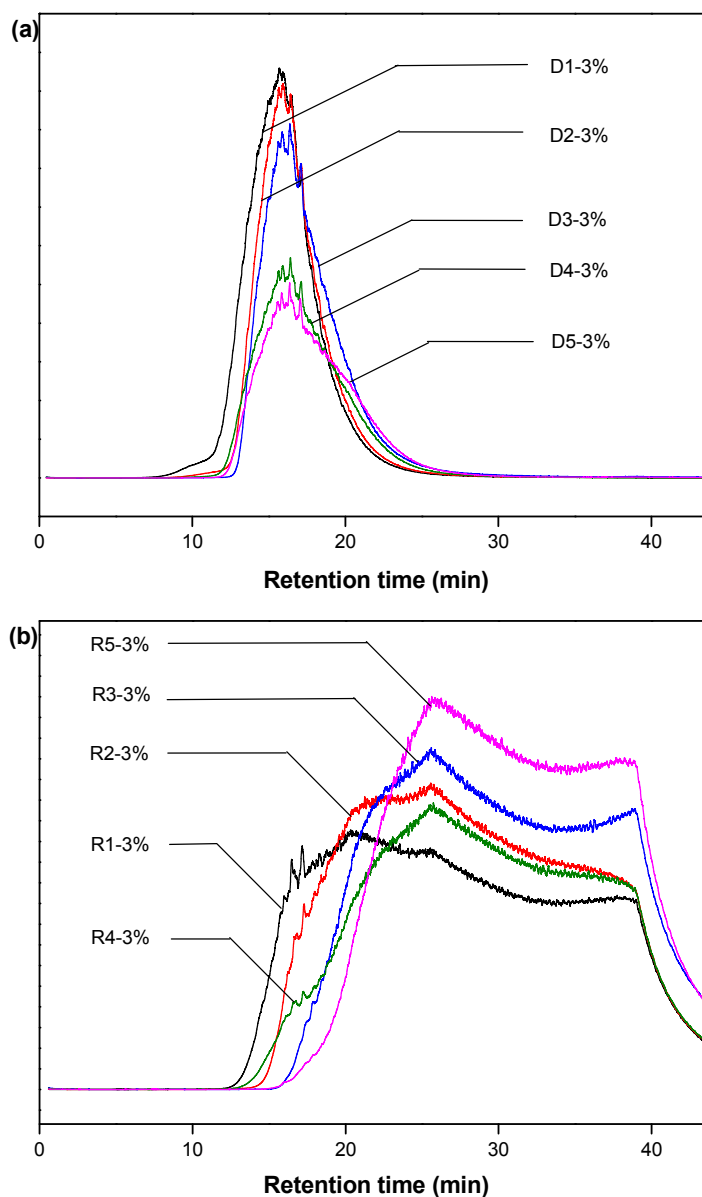 (a)
D1-3%
D2-3%
D3-3%
D4-3%
D5-3%
0 10 20 30 40
Retention time (min)
(b)
R5-3%
R3-3%
R2-3%
R1-3%
R4-3%
0 10 20 30 40
Retention time (min)